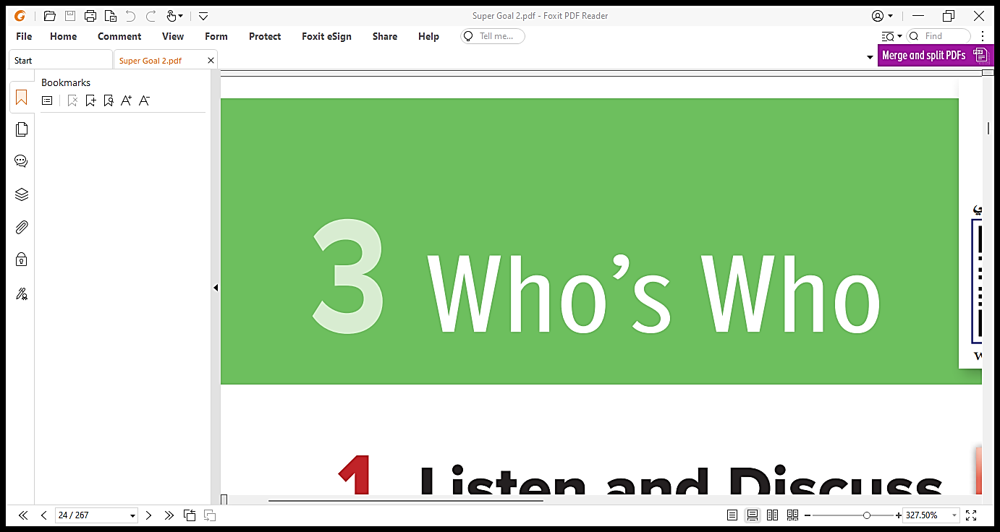 Super Goal 2.pdf - Foxit PDF Reader
File Home Comment View Form Protect Foxit eSign Share Help Tell me... Find
Start Super Goal 2.pdf Merge and split PDFs
Bookmarks
3 Who's Who
1 Listen and Discuss
24 / 267 327.50%